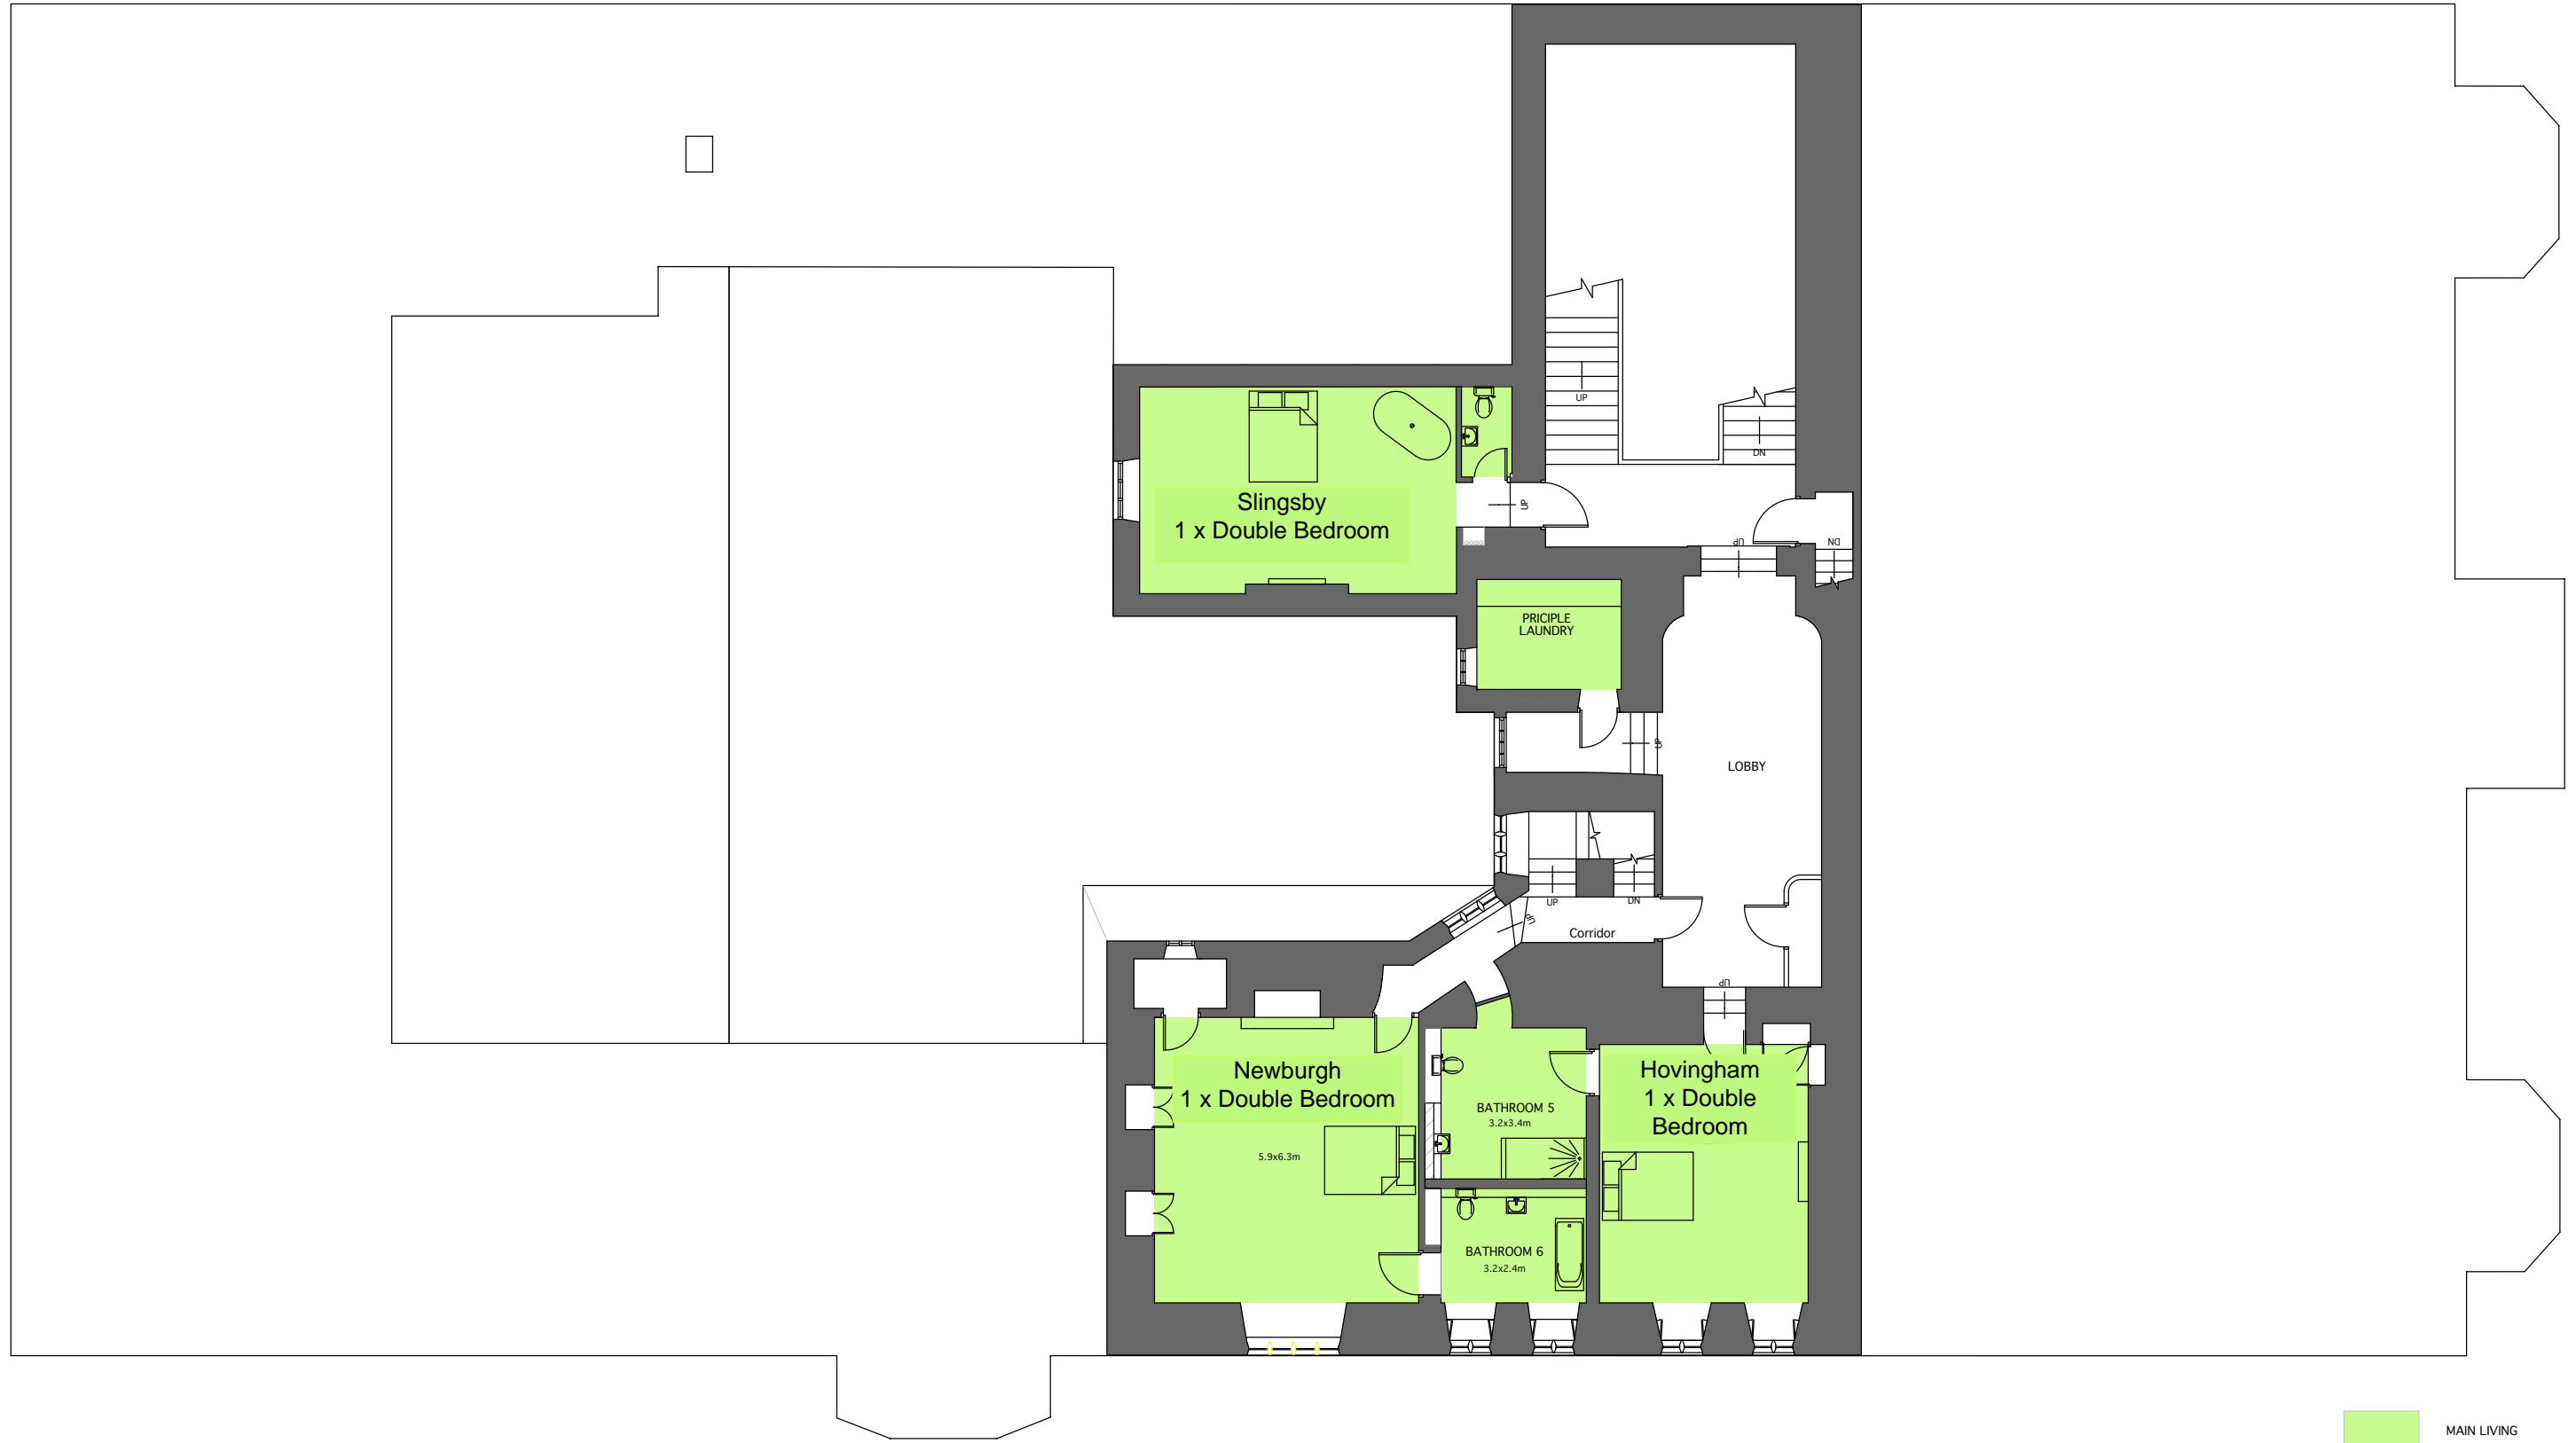 UP
DN
Slingsby
1 x Double Bedroom
UP
UP
DN
PRICIPLE
LAUNDRY
UP
LOBBY
UP
DN
UP
Corridor
UP
Newburgh
1 x Double Bedroom
5.9x6.3m
BATHROOM 5
3.2x3.4m
Hovingham
1 x Double
Bedroom
BATHROOM 6
3.2x2.4m
MAIN LIVING